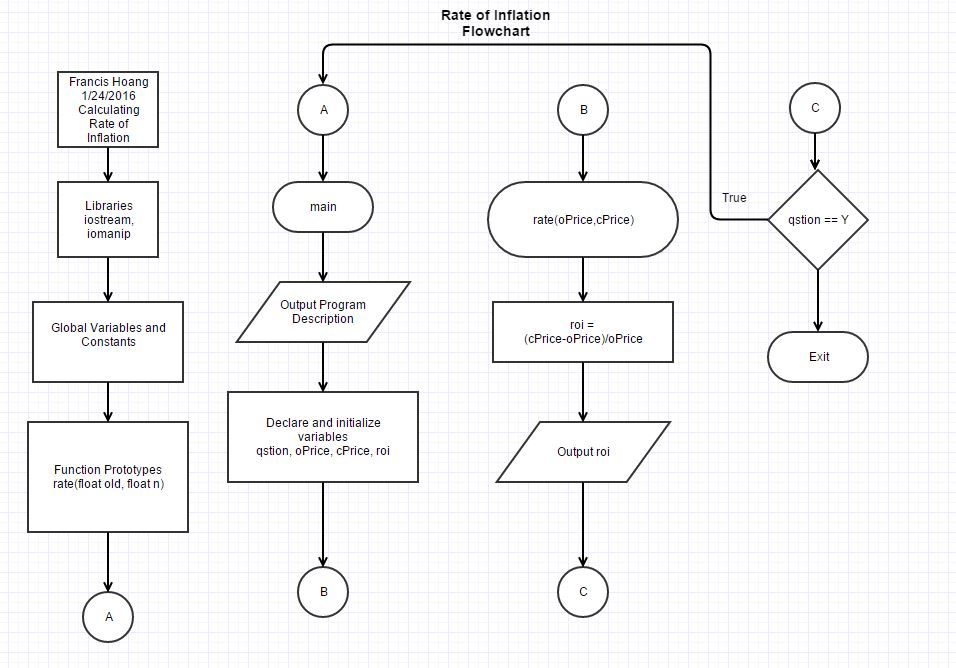 Rate of Inflation
Flowchart
Francis Hoang
1/24/2016
Calculating
Rate of
Inflation
Libraries
iostream,
iomanip
Global Variables and
Constants
Function Prototypes
rate(float old, float n)
A
A
main
Output Program
Description
Declare and initialize
variables
qstion, oPrice, cPrice, roi
B
B
rate(oPrice,cPrice)
roi =
(cPrice-oPrice)/oPrice
Output roi
C
C
True
qstion == Y
Exit